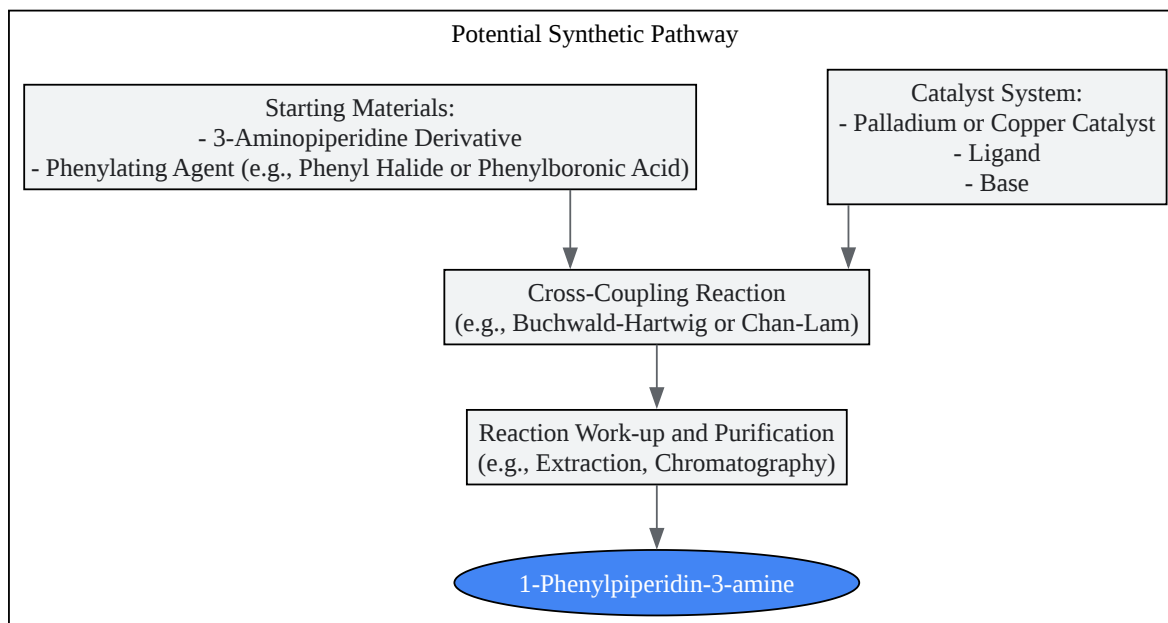 Potential Synthetic Pathway
Starting Materials:
- 3-Aminopiperidine Derivative
- Phenylating Agent (e.g., Phenyl Halide or Phenylboronic Acid)
Catalyst System:
- Palladium or Copper Catalyst
- Ligand
- Base
Cross-Coupling Reaction
(e.g., Buchwald-Hartwig or Chan-Lam)
Reaction Work-up and Purification
(e.g., Extraction, Chromatography)
1-Phenylpiperidin-3-amine